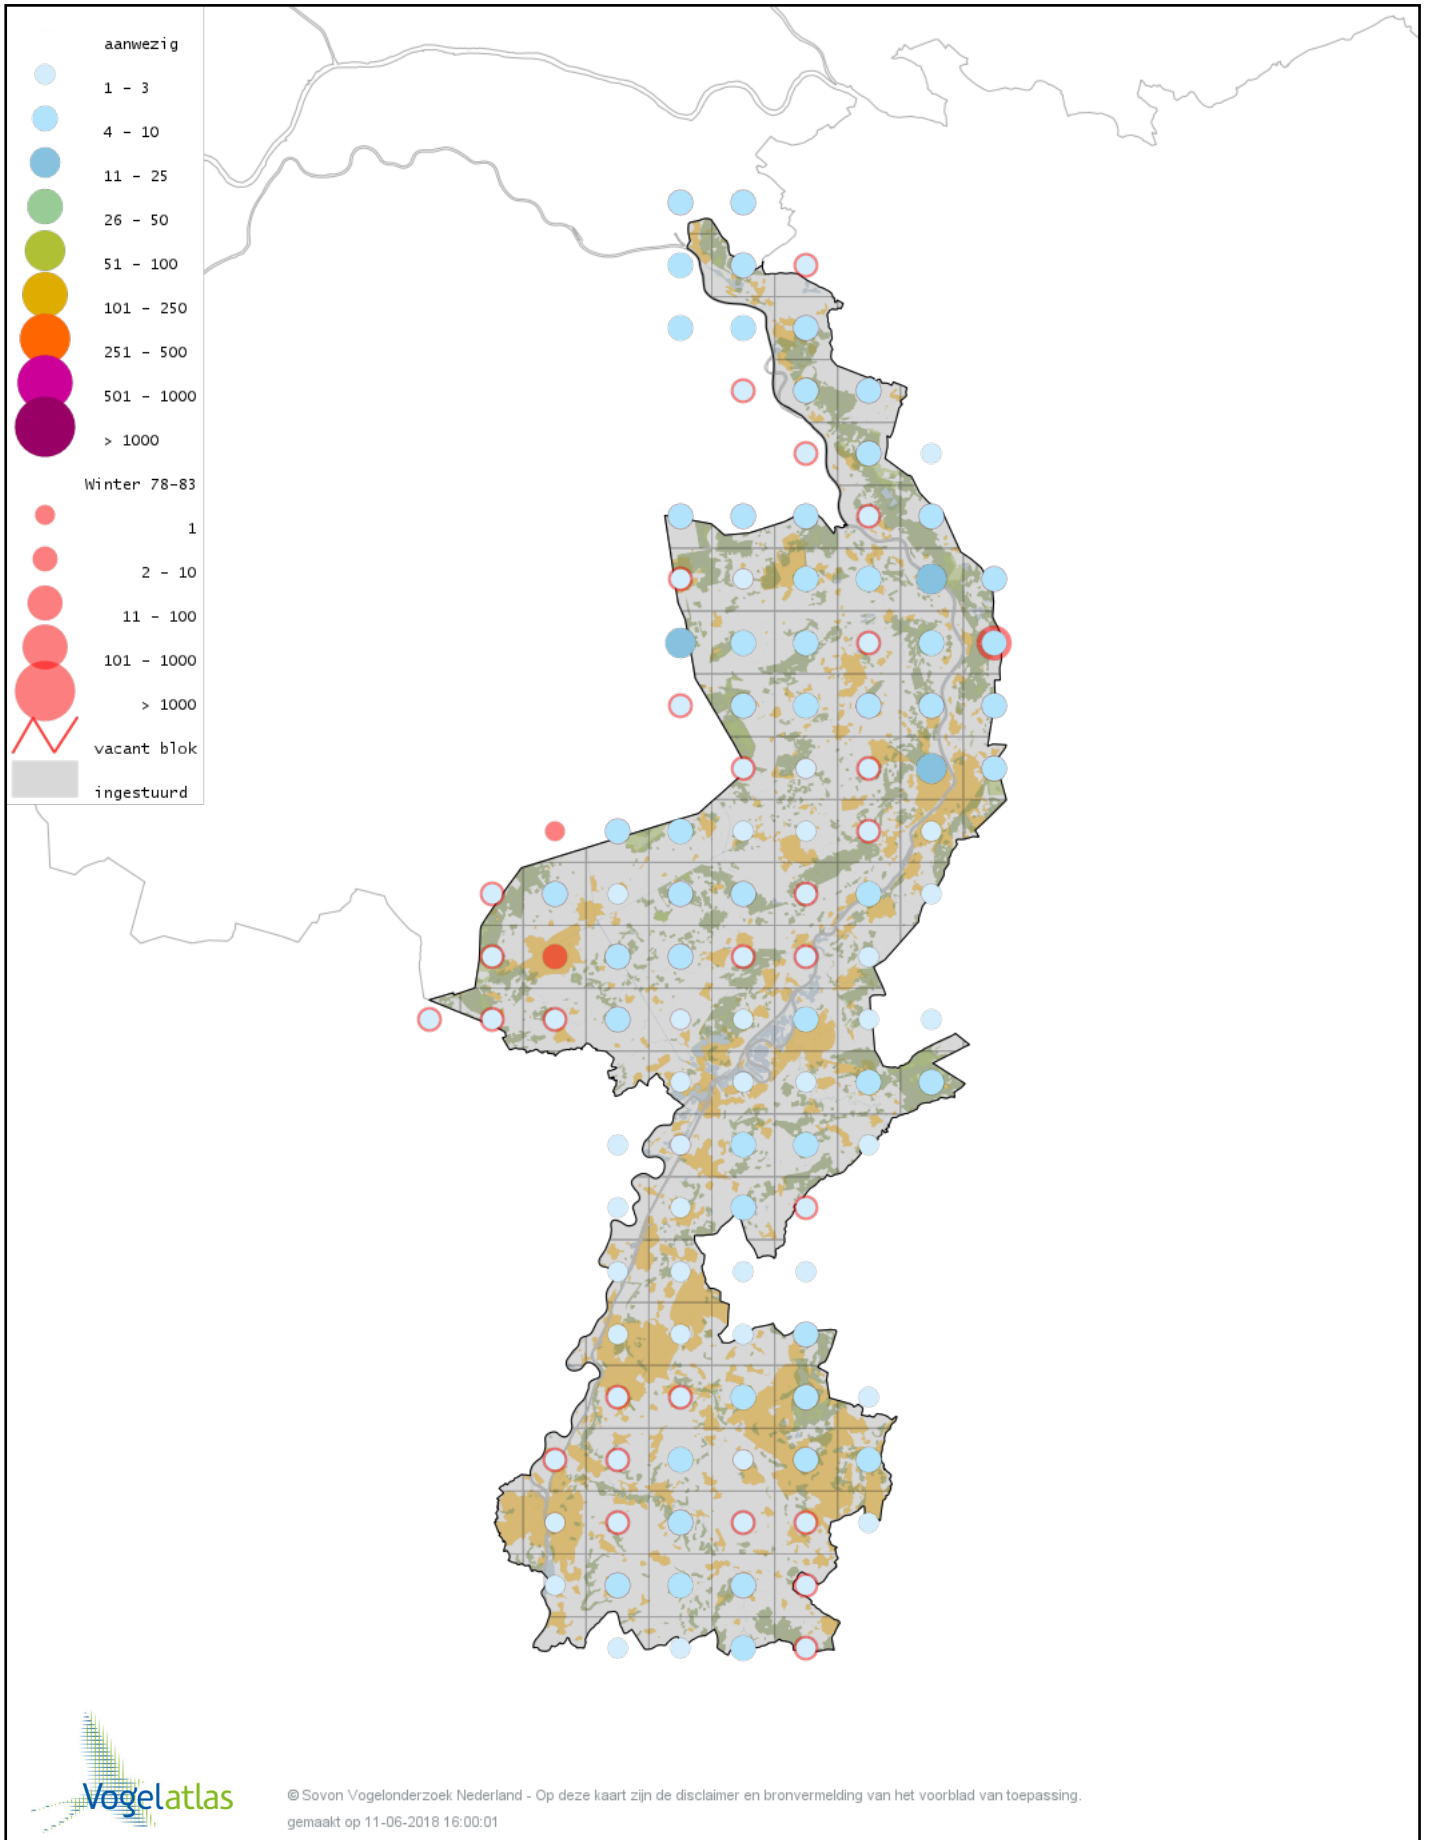 aanwezig
1 - 3
4 - 10
11 - 25
26 - 50
51 - 100
101 - 250
251 - 500
501 - 1000
> 1000
Winter 78-83
1
2 - 10
11 - 100
101 - 1000
> 1000
vacant blok
ingestuurd
Vogelatlas
© Sovon Vogelonderzoek Nederland - Op deze kaart zijn de disclaimer en bronvermelding van het voorblad van toepassing.
gemaakt op 11-06-2018 16:00:01